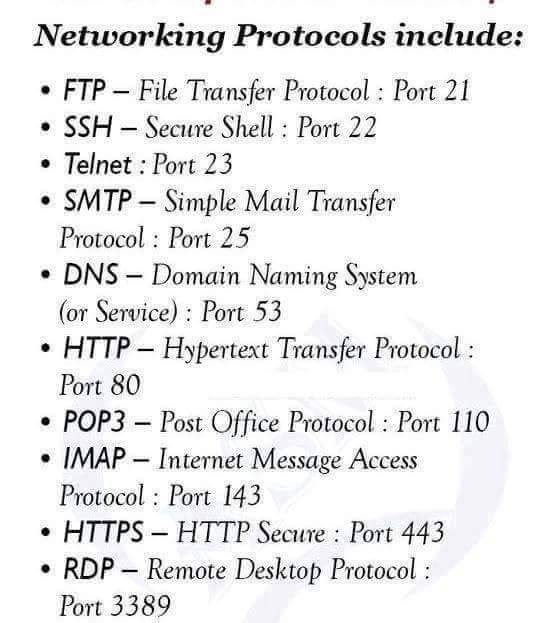 Networking Protocols include:
• FTP – File Transfer Protocol : Port 21
• SSH – Secure Shell : Port 22
• Telnet : Port 23
• SMTP – Simple Mail Transfer
Protocol : Port 25
• DNS – Domain Naming System
(or Service) : Port 53
• HTTP – Hypertext Transfer Protocol :
Port 80
• POP3 – Post Office Protocol : Port 110
• IMAP – Internet Message Access
Protocol : Port 143
• HTTPS – HTTP Secure : Port 443
• RDP – Remote Desktop Protocol :
Port 3389